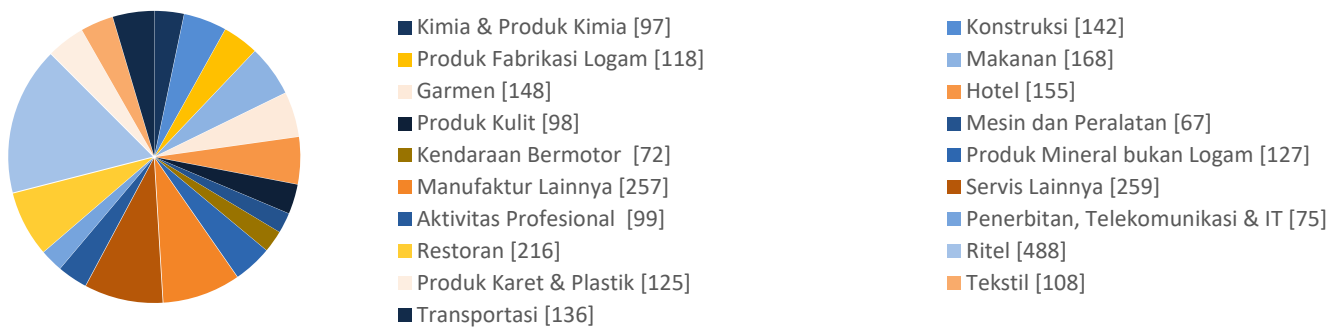 Kimia & Produk Kimia [97]
Konstruksi [142]
Produk Fabrikasi Logam [118]
Makanan [168]
Garmen [148]
Hotel [155]
Produk Kulit [98]
Mesin dan Peralatan [67]
Kendaraan Bermotor [72]
Produk Mineral bukan Logam [127]
Manufaktur Lainnya [257]
Servis Lainnya [259]
Aktivitas Profesional [99]
Penerbitan, Telekomunikasi & IT [75]
Restoran [216]
Ritel [488]
Produk Karet & Plastik [125]
Tekstil [108]
Transportasi [136]